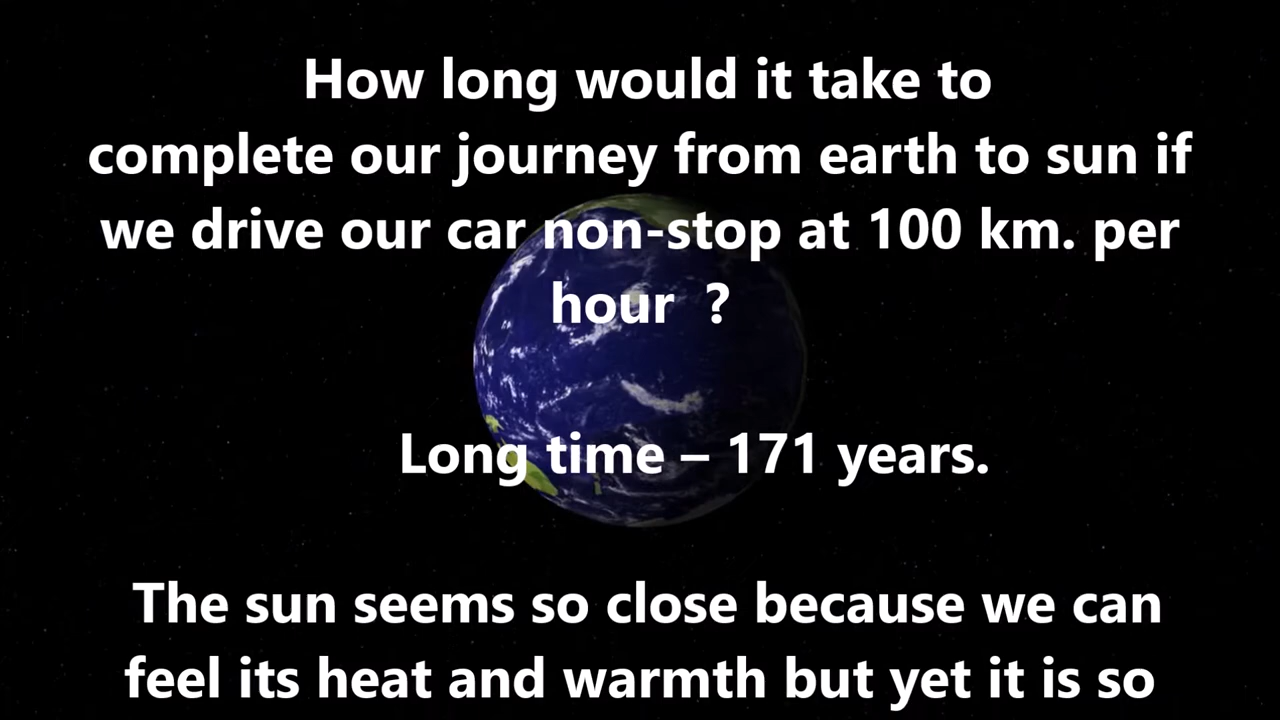 How long would it take to
complete our journey from earth to sun if
we drive our car non-stop at 100 km. per
hour  ?
Long time – 171 years.
The sun seems so close because we can
feel its heat and warmth but yet it is so